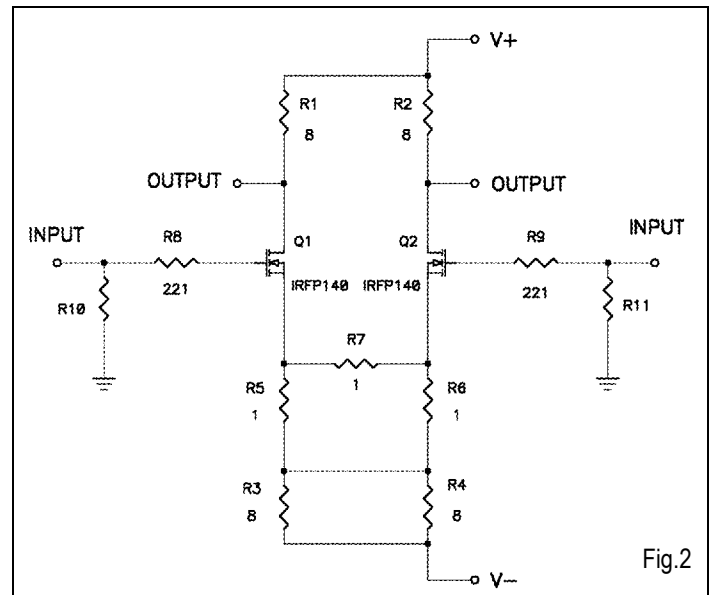 V+
R1
8
R2
8
OUTPUT
OUTPUT
INPUT
INPUT
R8
221
Q1
Q2
R9
221
IRFP140
IRFP140
R10
R11
R7
1
R5
1
R6
1
R3
8
R4
8
V-
Fig.2